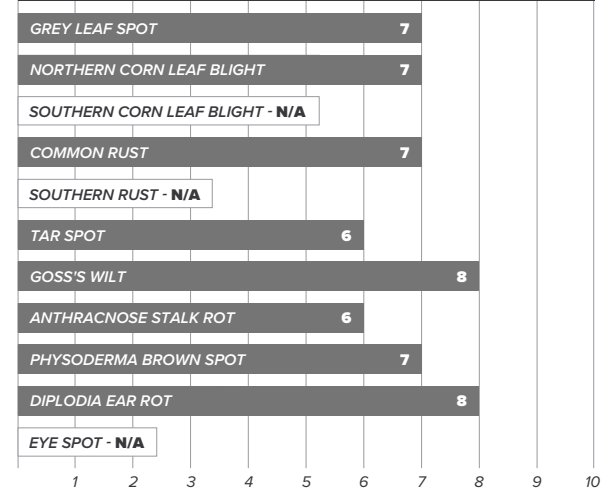 GREY LEAF SPOT 7
NORTHERN CORN LEAF BLIGHT 7
SOUTHERN CORN LEAF BLIGHT - N/A
COMMON RUST 7
SOUTHERN RUST - N/A
TAR SPOT 6
GOSS'S WILT 8
ANTHRACNOSE STALK ROT 6
PHYSODERMA BROWN SPOT 7
DIPLODIA EAR ROT 8
EYE SPOT - N/A
1 2 3 4 5 6 7 8 9 10